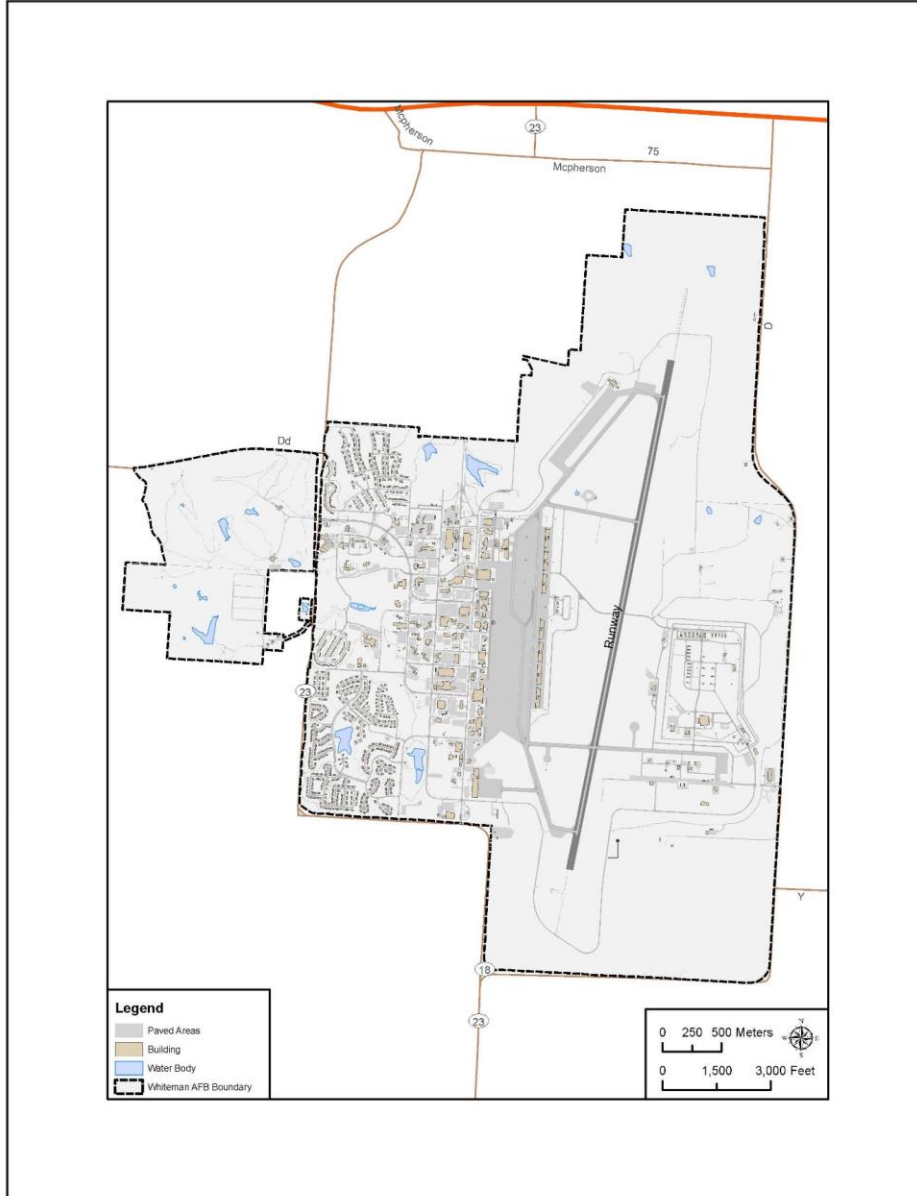 Mcpherson
23
75
Mcpherson
D
Dd
Runway
23
Y
18
23
Legend
Paved Areas
Building
Water Body
Whiteman AFB Boundary
0 250 500 Meters
0 1,500 3,000 Feet
N
W E
S